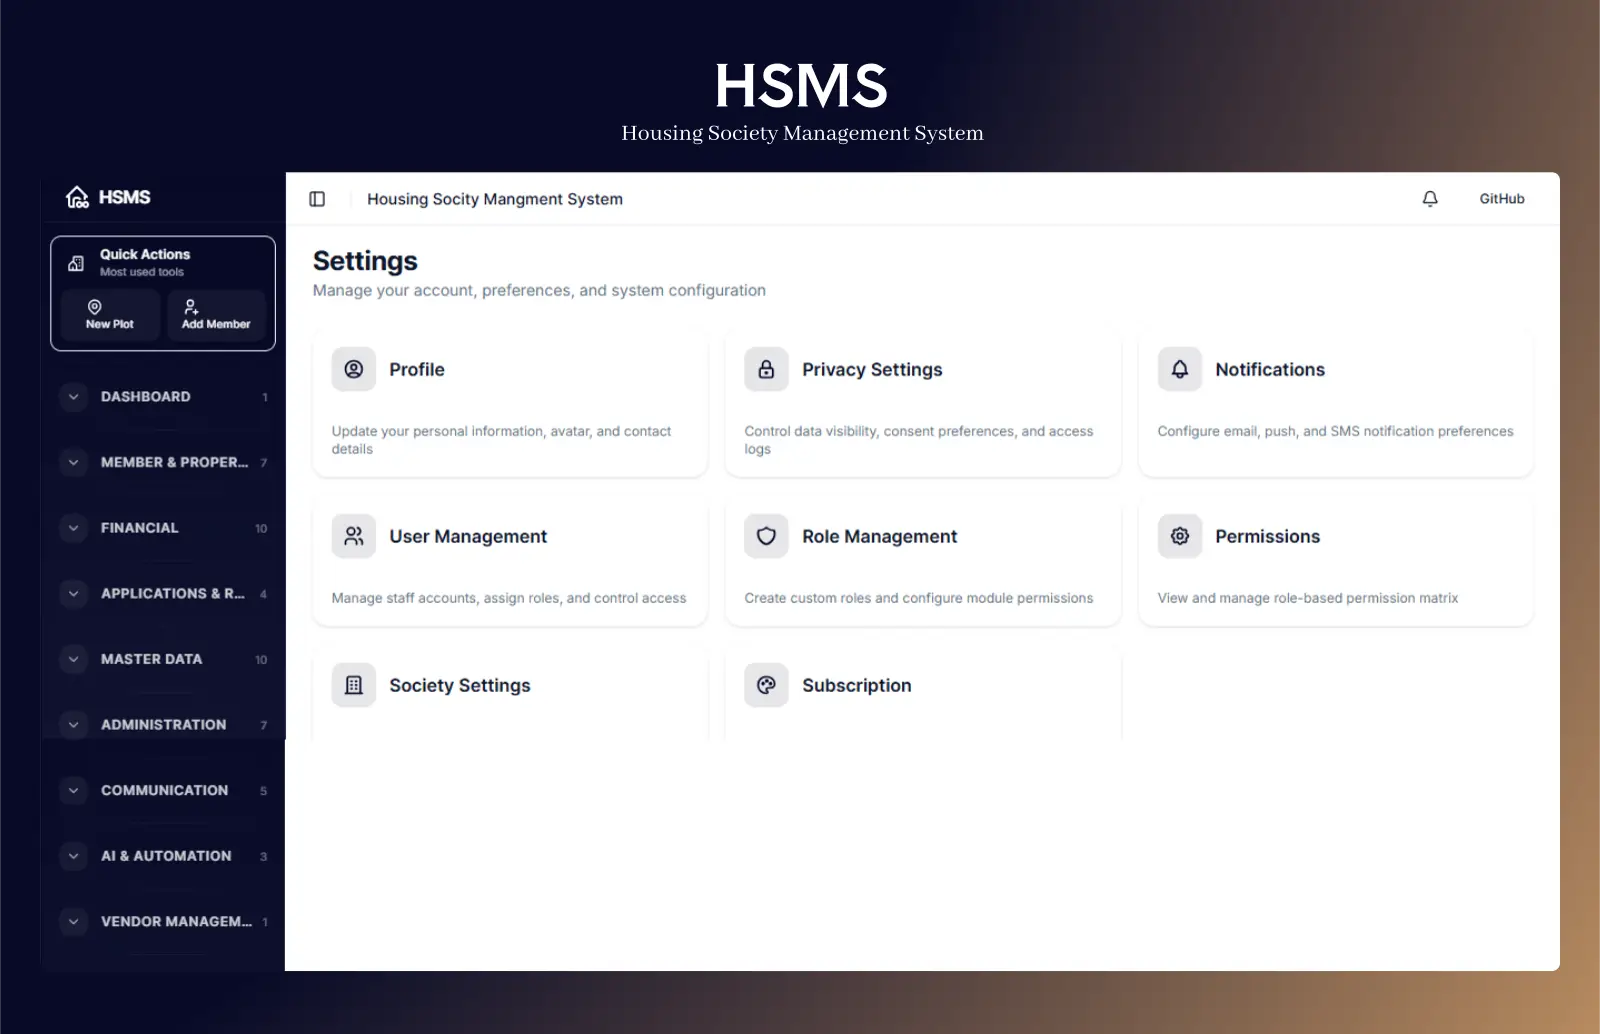 HSMS
Housing Society Management System
HSMS
Quick Actions
Most used tools
New Plot
Add Member
DASHBOARD 1
MEMBER & PROPER... 7
FINANCIAL 10
APPLICATIONS & R... 4
MASTER DATA 10
ADMINISTRATION 7
COMMUNICATION 5
AI & AUTOMATION 3
VENDOR MANAGEM... 1
Housing Socity Mangment System
GitHub
Settings
Manage your account, preferences, and system configuration
Profile
Update your personal information, avatar, and contact
details
Privacy Settings
Control data visibility, consent preferences, and access
logs
Notifications
Configure email, push, and SMS notification preferences
User Management
Manage staff accounts, assign roles, and control access
Role Management
Create custom roles and configure module permissions
Permissions
View and manage role-based permission matrix
Society Settings
Subscription